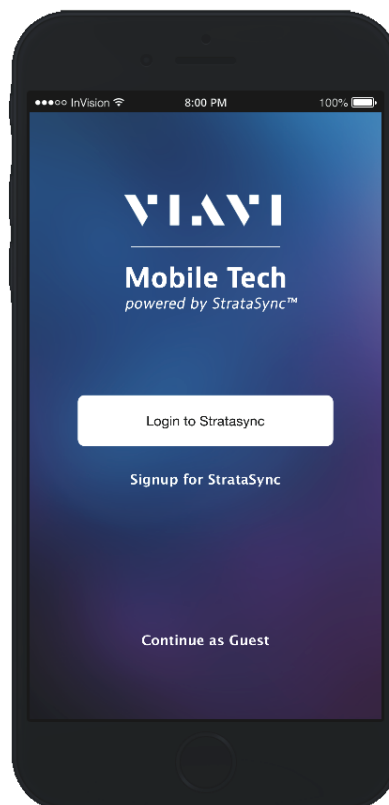 ●●●○○ InVision 8:00 PM 100%
VIAVI
Mobile Tech
powered by StrataSync™
Login to Stratasync
Signup for StrataSync
Continue as Guest